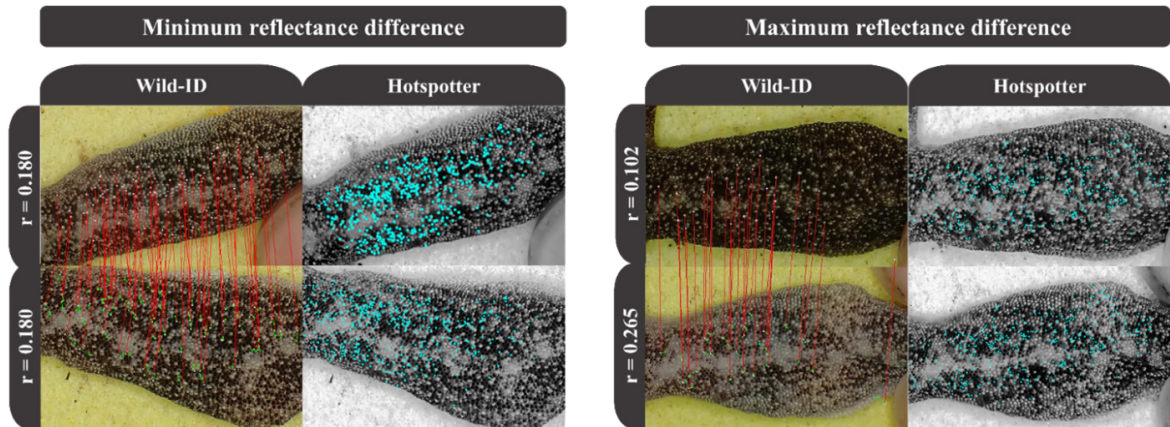 Minimum reflectance difference
Wild-ID
Hotspotter
r = 0.180
r = 0.180
Maximum reflectance difference
Wild-ID
Hotspotter
r = 0.102
r = 0.265